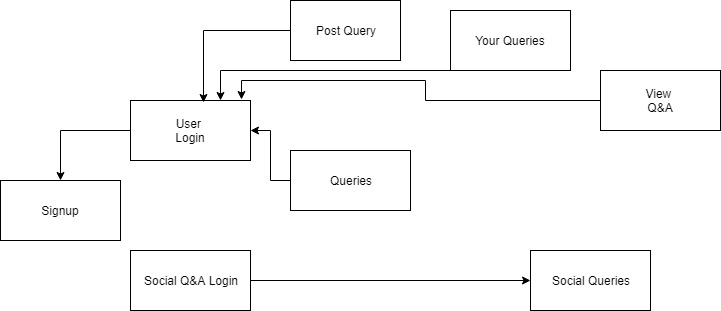 Post Query
Your Queries
View
Q&A
User
Login
Queries
Signup
Social Q&A Login
Social Queries